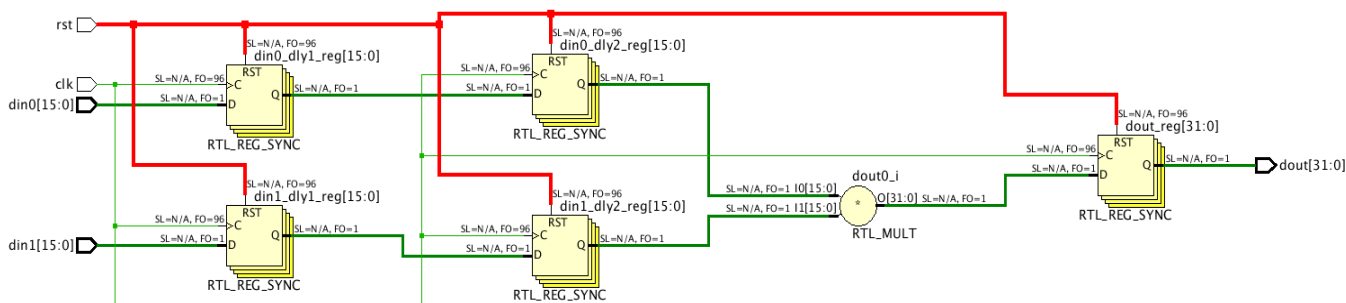 rst
SL=N/A, FO=96
din0_dly1_reg[15:0]
SL=N/A, FO=96
din0_dly2_reg[15:0]
clk
SL=N/A, FO=96
RST
C
SL=N/A, FO=96
RST
C
din0[15:0]
SL=N/A, FO=1
D
Q
SL=N/A, FO=1
SL=N/A, FO=1
D
Q
SL=N/A, FO=1
RTL_REG_SYNC
RTL_REG_SYNC
SL=N/A, FO=96
dout_reg[31:0]
SL=N/A, FO=96
RST
C
SL=N/A, FO=1
D
Q
SL=N/A, FO=1
dout[31:0]
RTL_REG_SYNC
SL=N/A, FO=96
din1_dly1_reg[15:0]
SL=N/A, FO=96
din1_dly2_reg[15:0]
dout0_i
SL=N/A, FO=1 I0[15:0]
SL=N/A, FO=1 I1[15:0]
*
O[31:0]
SL=N/A, FO=1
RTL_MULT
SL=N/A, FO=96
RST
C
SL=N/A, FO=96
RST
C
din1[15:0]
SL=N/A, FO=1
D
Q
SL=N/A, FO=1
SL=N/A, FO=1
D
Q
SL=N/A, FO=1
RTL_REG_SYNC
RTL_REG_SYNC